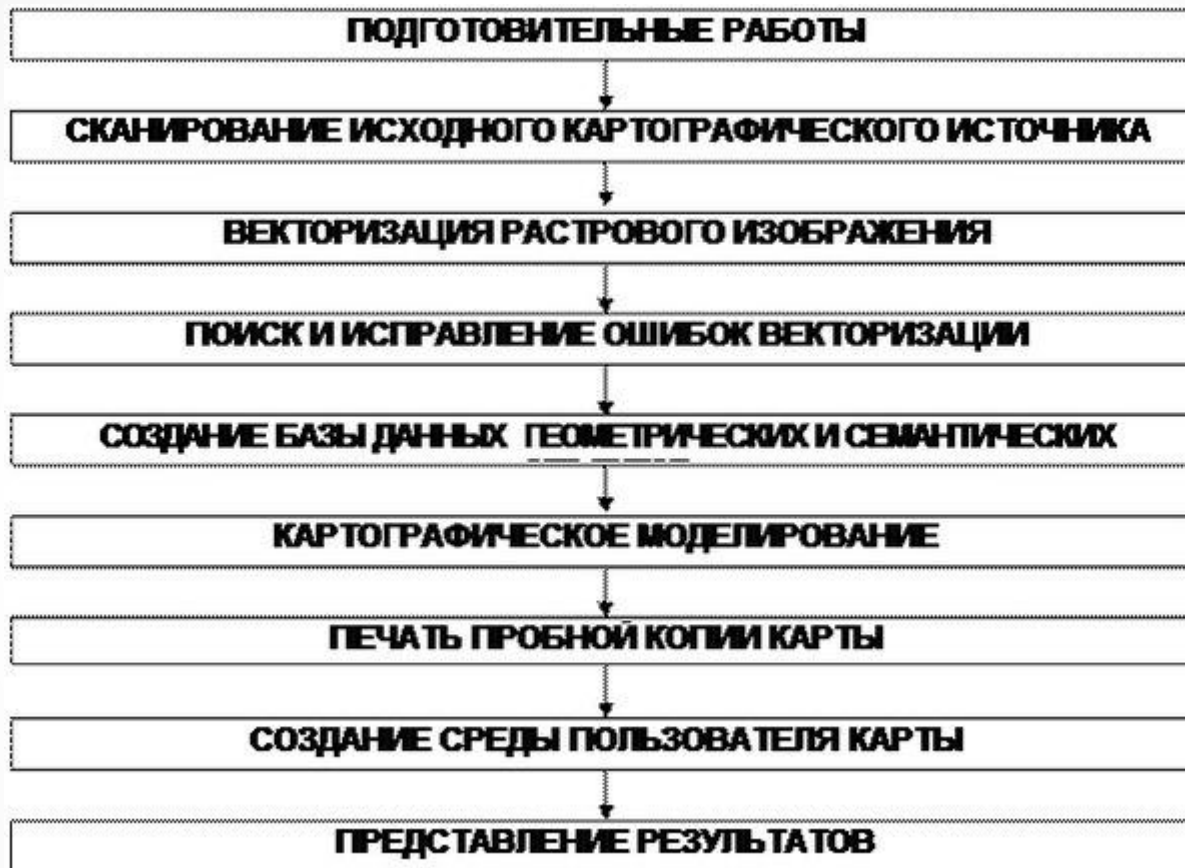 ПОДГОТОВИТЕЛЬНЫЕ РАБОТЫ
СКАНИРОВАНИЕ ИСХОДНОГО КАРТОГРАФИЧЕСКОГО ИСТОЧНИКА
ВЕКТОРИЗАЦИЯ РАСТРОВОГО ИЗОБРАЖЕНИЯ
ПОИСК И ИСПРАВЛЕНИЕ ОШИБОК ВЕКТОРИЗАЦИИ
СОЗДАНИЕ БАЗЫ ДАННЫХ ГЕОМЕТРИЧЕСКИХ И СЕМАНТИЧЕСКИХ
КАРТОГРАФИЧЕСКОЕ МОДЕЛИРОВАНИЕ
ПЕЧАТЬ ПРОБНОЙ КОПИИ КАРТЫ
СОЗДАНИЕ СРЕДЫ ПОЛЬЗОВАТЕЛЯ КАРТЫ
ПРЕДСТАВЛЕНИЕ РЕЗУЛЬТАТОВ